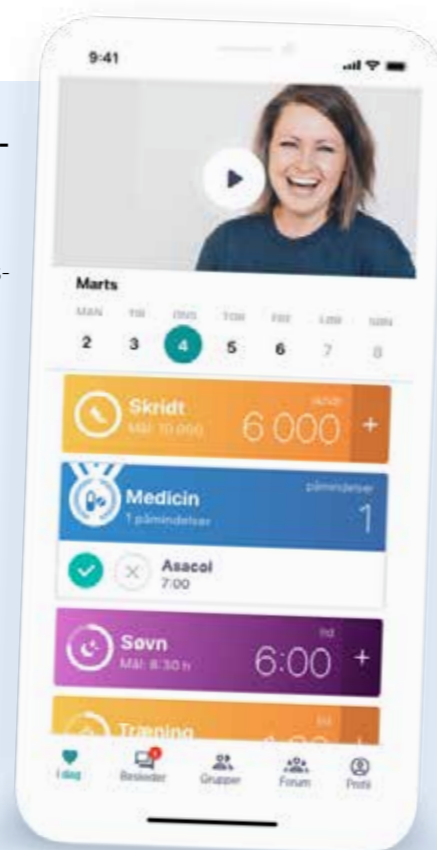 9:41
Marts
MAN TIR ONS TOR FRE LØR SØN
2 3 4 5 6 7 8
Skridt
Mål: 10 000
skridt
6 000
+
Medicin
1 påmindelser
påmindelser
1
Asacol
7:00
Søvn
Mål: 8:30 h
tid
6:00
+
Træning
tid
I dag
Beskeder
Grupper
Forum
Profil